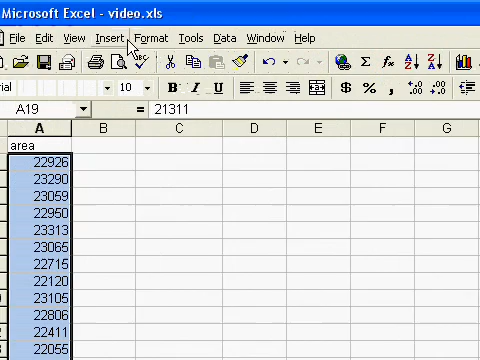 Microsoft Excel - video.xls
File Edit View Insert Format Tools Data Window Help
10 B I U $ % ,
A19 = 21311
A B C D E F G
area
22926
23290
23059
22950
23313
23065
22715
22120
23105
22806
22411
22055